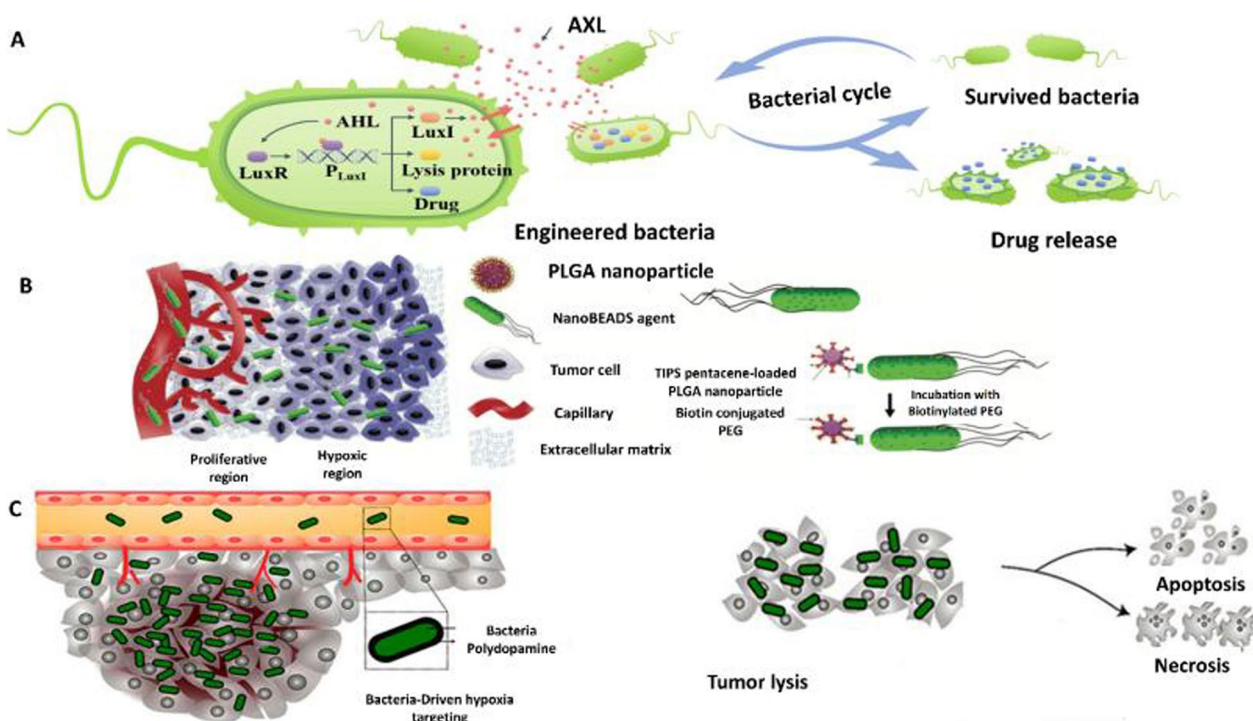 A
AXL
AHL
LuxI
LuxR
PLuxI
Lysis protein
Drug
Engineered bacteria
Bacterial cycle
Survived bacteria
Drug release
B
PLGA nanoparticle
NanoBEADS agent
Tumor cell
Capillary
Extracellular matrix
Proliferative
region
Hypoxic
region
TIPS pentacene-loaded
PLGA nanoparticle
Biotin conjugated
PEG
Incubation with
Biotinylated PEG
C
Bacteria
Polydopamine
Bacteria-Driven hypoxia
targeting
Tumor lysis
Apoptosis
Necrosis